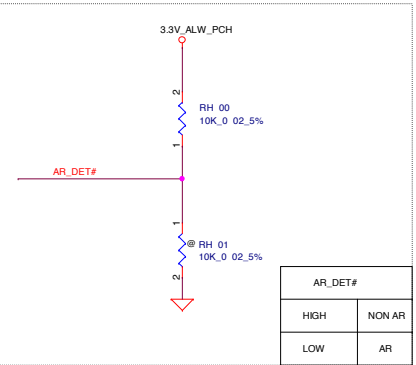 3.3V_ALW_PCH
2
RH 00
10K_0 02_5%
1
AR_DET#
1
@ RH 01
10K_0 02_5%
2
AR_DET#
HIGH NON AR
LOW AR